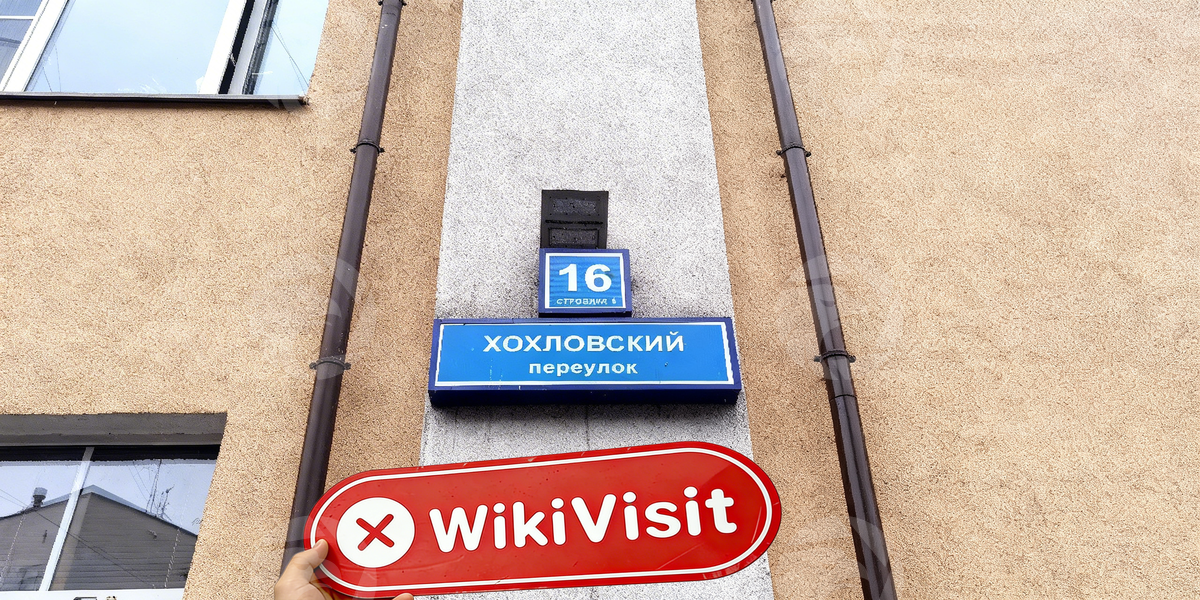 16
строение 6
ХОХЛОВСКИЙ
переулок
WikiVisit